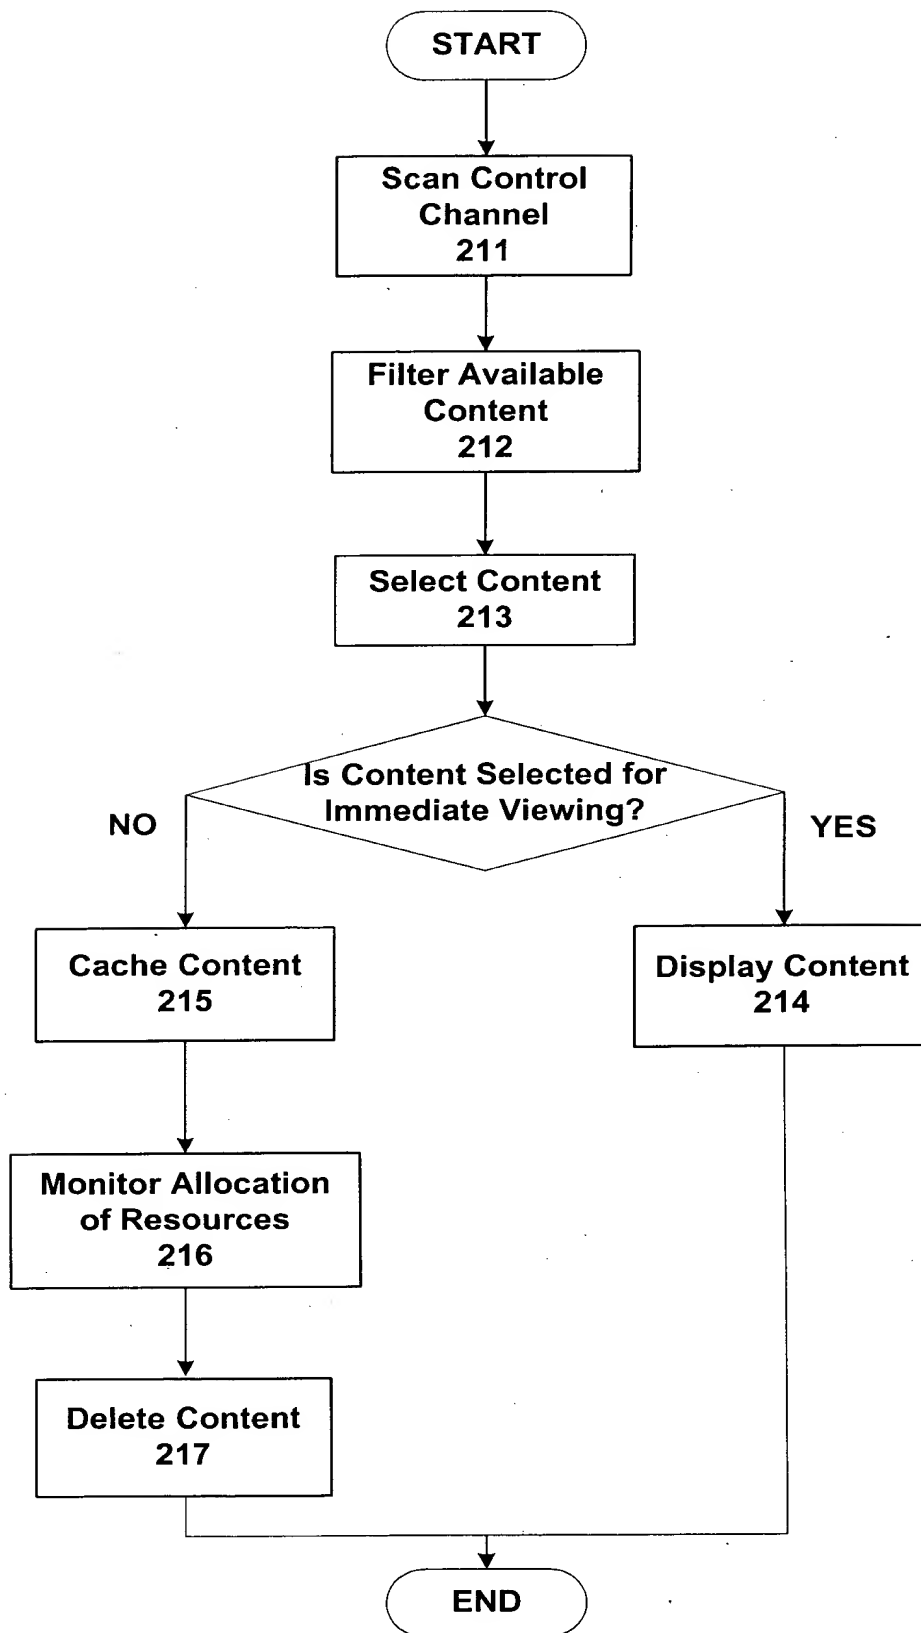 START
Scan Control
Channel
211
Filter Available
Content
212
Select Content
213
Is Content Selected for
Immediate Viewing?
NO
YES
Cache Content
215
Display Content
214
Monitor Allocation
of Resources
216
Delete Content
217
END